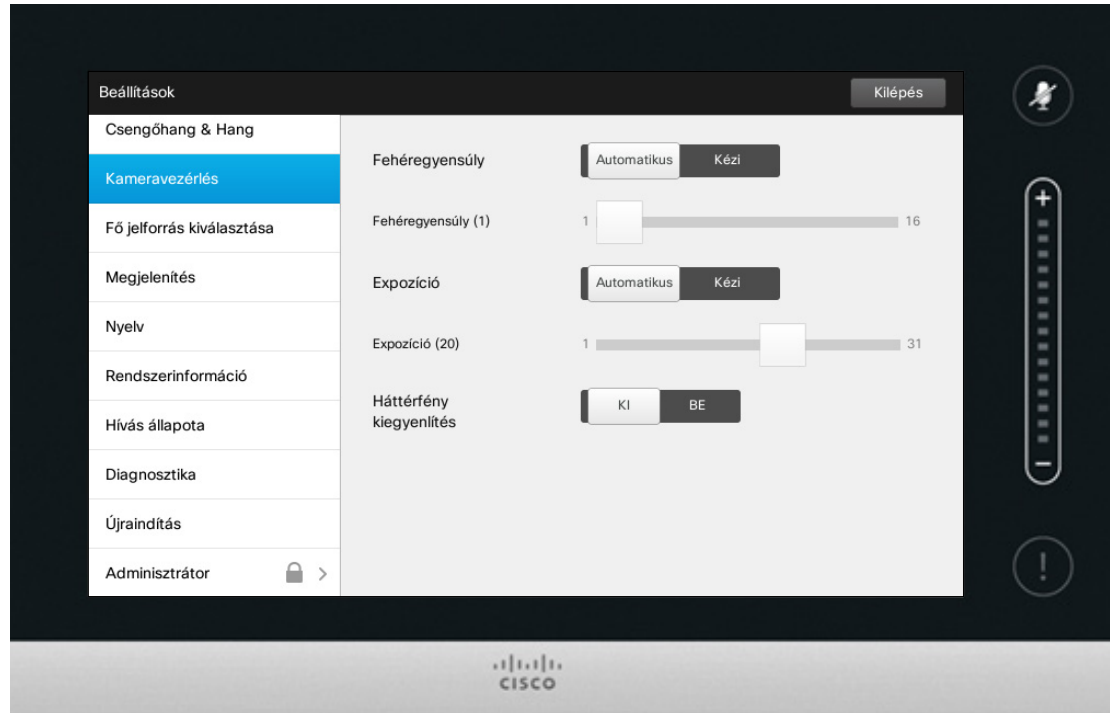 Beállítások
Kilépés
Csengőhang & Hang
Kameravezérlés
Fő jelforrás kiválasztása
Megjelenítés
Nyelv
Rendszerinformáció
Hívás állapota
Diagnosztika
Újraindítás
Adminisztrátor
Fehéregyensúly
Automatikus Kézi
Fehéregyensúly (1)
1 16
Expozíció
Automatikus Kézi
Expozíció (20)
1 31
Háttérfény
kiegyenlítés
KI BE
+
−
!
CISCO